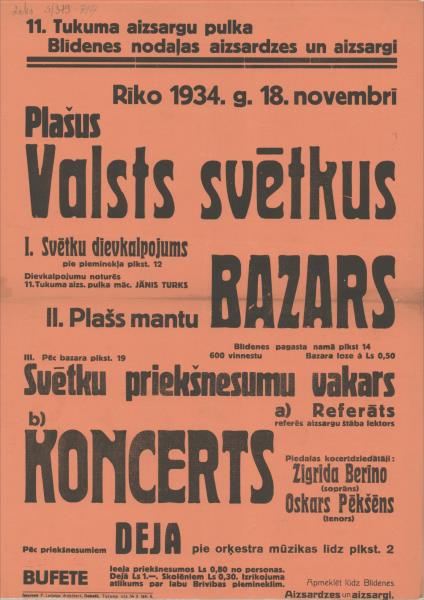 11. Tukuma aizsargu pulka
Blīdenes nodaļas aizsardzes un aizsargi
Rīko 1934. g. 18. novembrī
Plašus
Valsts svētkus
I. Svētku dievkalpojums
pie pieminekļa plkst. 12
Dievkalpojumu noturēs
11. Tukuma aizs. pulka māc. JĀNIS TURKS
II. Plašs mantu BAZARS
Blīdenes pagasta namā plkst 14
600 vinnestu Bazara loze à Ls 0,50
III. Pēc bazara plkst. 19
Svētku priekšnesumu vakars
a) Referāts
referēs aizsargu štāba lektors
b)
KONCERTS
Piedalas kocertdziedātāji:
Zigrida Berino
(soprāns)
Oskars Pēkšēns
(tenors)
Pēc priekšnesumiem DEJA pie orķestra mūzikas līdz plkst. 2
BUFETE
Ieeja priekšnesumos Ls 0,80 no personas.
Dejā Ls 1.—. Skolēniem Ls 0,30. Izrīkojuma
atlikums par labu Brīvības piemineklim.
Apmeklēt lūdz Blīdenes.
Aizsardzes un aizsargi.